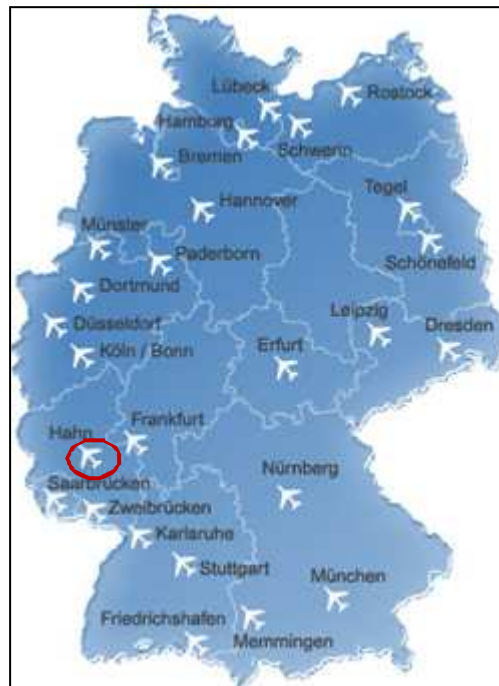 Lübeck
Rostock
Hamburg
Schwerin
Bremen
Hannover
Tegel
Münster
Paderborn
Schönefeld
Dortmund
Düsseldorf
Leipzig
Dresden
Köln / Bonn
Erfurt
Frankfurt
Hahn
Nürnberg
Saarbrücken
Zweibrücken
Karlsruhe
Stuttgart
München
Friedrichshafen
Memmingen